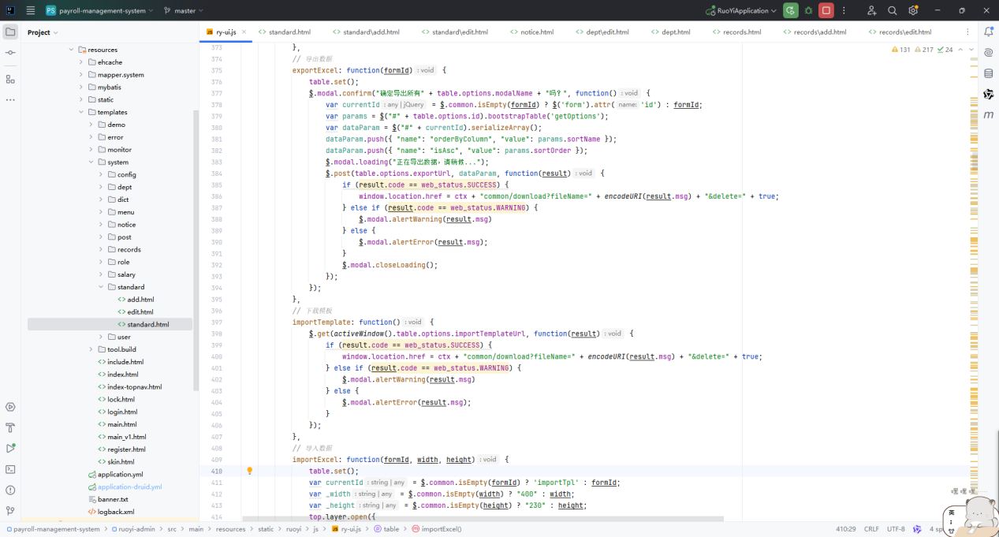 PS payroll-management-system master RuoYiApplication
Project
ry-ui.js standard.html standard\add.html standard\edit.html notice.html dept\edit.html dept.html records.html records\add.html records\edit.html
131 217 24
resources
ehcache
mapper.system
mybatis
static
templates
demo
error
monitor
system
config
dept
dict
menu
notice
post
records
role
salary
standard
add.html
edit.html
standard.html
user
tool.build
include.html
index.html
index-topnav.html
lock.html
login.html
main.html
main_v1.html
register.html
skin.html
application.yml
application-druid.yml
banner.txt
logback.xml
373 },
374 // 导出数据
375 exportExcel: function(formId) : void {
376 table.set();
377 $.modal.confirm("确定导出所有" + table.options.modalName + "吗？", function() : void {
378 var currentId : any | jQuery = $.common.isEmpty(formId) ? $('form').attr( name: 'id') : formId;
379 var params = $("#" + table.options.id).bootstrapTable('getOptions');
380 var dataParam = $("#" + currentId).serializeArray();
381 dataParam.push({ "name": "orderByColumn", "value": params.sortName });
382 dataParam.push({ "name": "isAsc", "value": params.sortOrder });
383 $.modal.loading("正在导出数据，请稍候...");
384 $.post(table.options.exportUrl, dataParam, function(result) : void {
385 if (result.code == web_status.SUCCESS) {
386 window.location.href = ctx + "common/download?fileName=" + encodeURI(result.msg) + "&delete=" + true;
387 } else if (result.code == web_status.WARNING) {
388 $.modal.alertWarning(result.msg)
389 } else {
390 $.modal.alertError(result.msg);
391 }
392 $.modal.closeLoading();
393 });
394 });
395 },
396 // 下载模板
397 importTemplate: function() : void {
398 $.get(activeWindow().table.options.importTemplateUrl, function(result) : void {
399 if (result.code == web_status.SUCCESS) {
400 window.location.href = ctx + "common/download?fileName=" + encodeURI(result.msg) + "&delete=" + true;
401 } else if (result.code == web_status.WARNING) {
402 $.modal.alertWarning(result.msg)
403 } else {
404 $.modal.alertError(result.msg);
405 }
406 });
407 },
408 // 导入数据
409 importExcel: function(formId, width, height) : void {
410 table.set();
411 var currentId : string | any = $.common.isEmpty(formId) ? 'importTpl' : formId;
412 var _width : string | any = $.common.isEmpty(width) ? "400" : width;
413 var _height : string | any = $.common.isEmpty(height) ? "230" : height;
414 top.layer.open({
嘿 嘿 嘿
英
payroll-management-system > ruoyi-admin > src > main > resources > static > ruoyi > js > ry-ui.js > table > importExcel() 410:29 CRLF UTF-8 4 sp